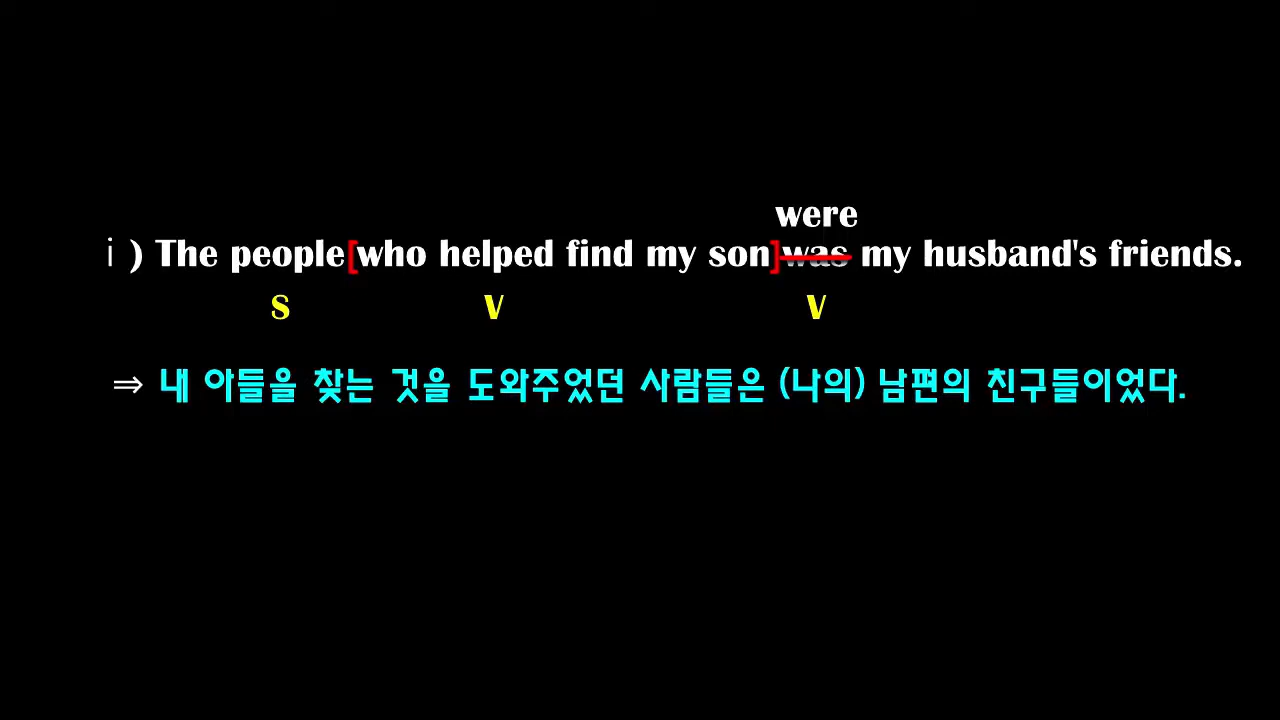 were
ⅰ) The people[who helped find my son]was my husband's friends.
S V V
⇒ 내 아들을 찾는 것을 도와주었던 사람들은 (나의) 남편의 친구들이었다.